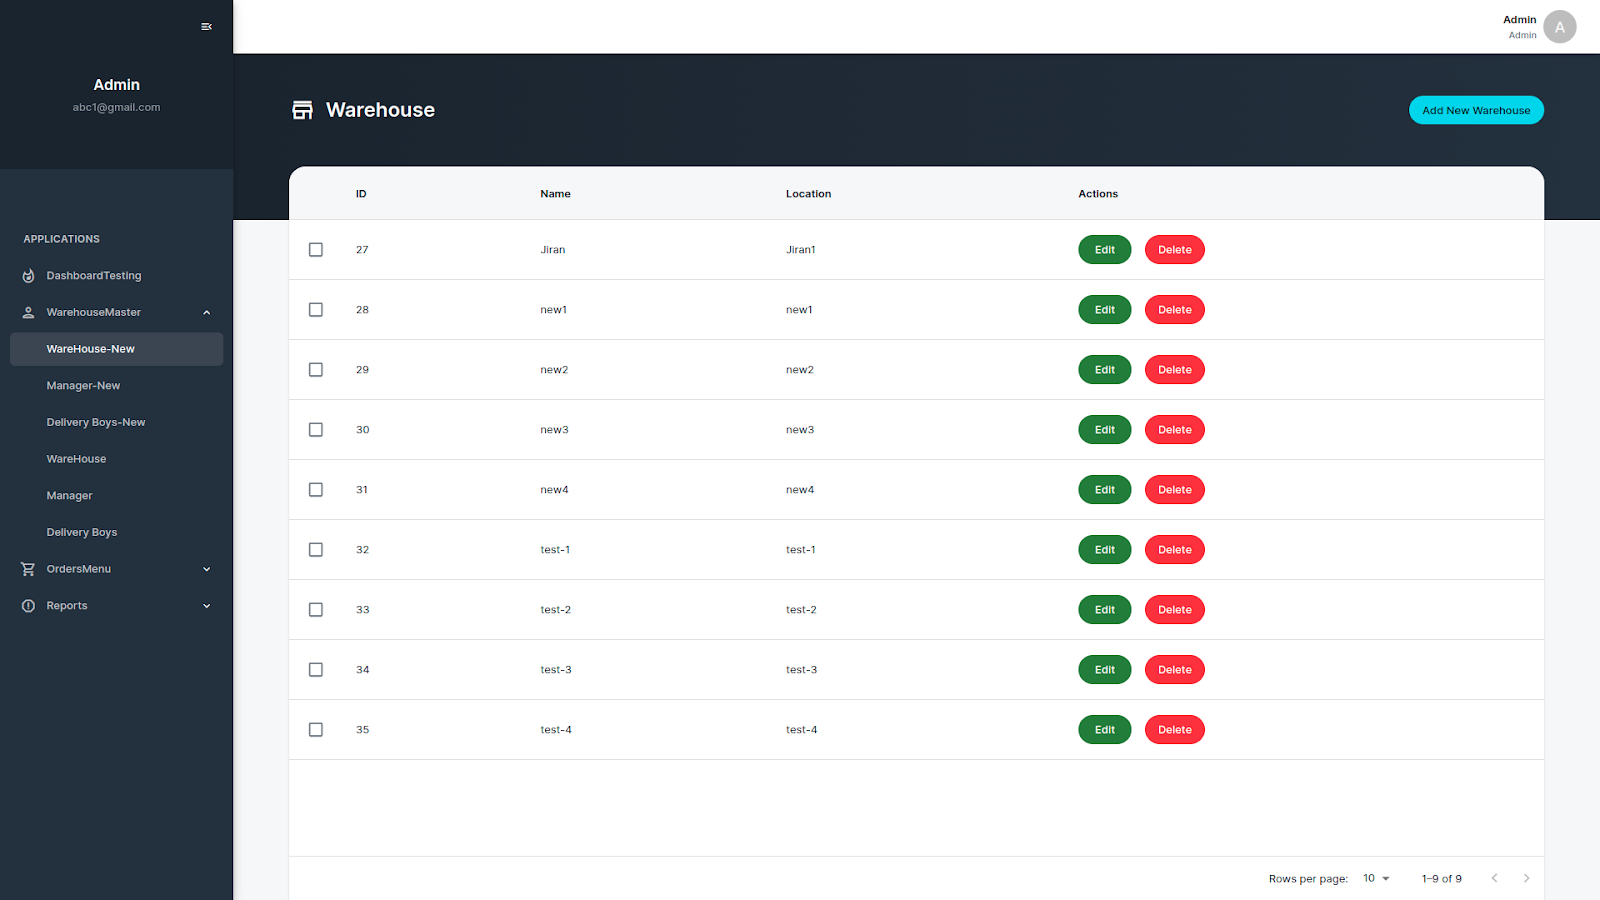 Admin
abc1@gmail.com
APPLICATIONS
DashboardTesting
WarehouseMaster
WareHouse-New
Manager-New
Delivery Boys-New
WareHouse
Manager
Delivery Boys
OrdersMenu
Reports
Admin
Admin
A
Warehouse
Add New Warehouse
ID Name Location Actions
27 Jiran Jiran1 Edit Delete
28 new1 new1 Edit Delete
29 new2 new2 Edit Delete
30 new3 new3 Edit Delete
31 new4 new4 Edit Delete
32 test-1 test-1 Edit Delete
33 test-2 test-2 Edit Delete
34 test-3 test-3 Edit Delete
35 test-4 test-4 Edit Delete
Rows per page: 10 1-9 of 9